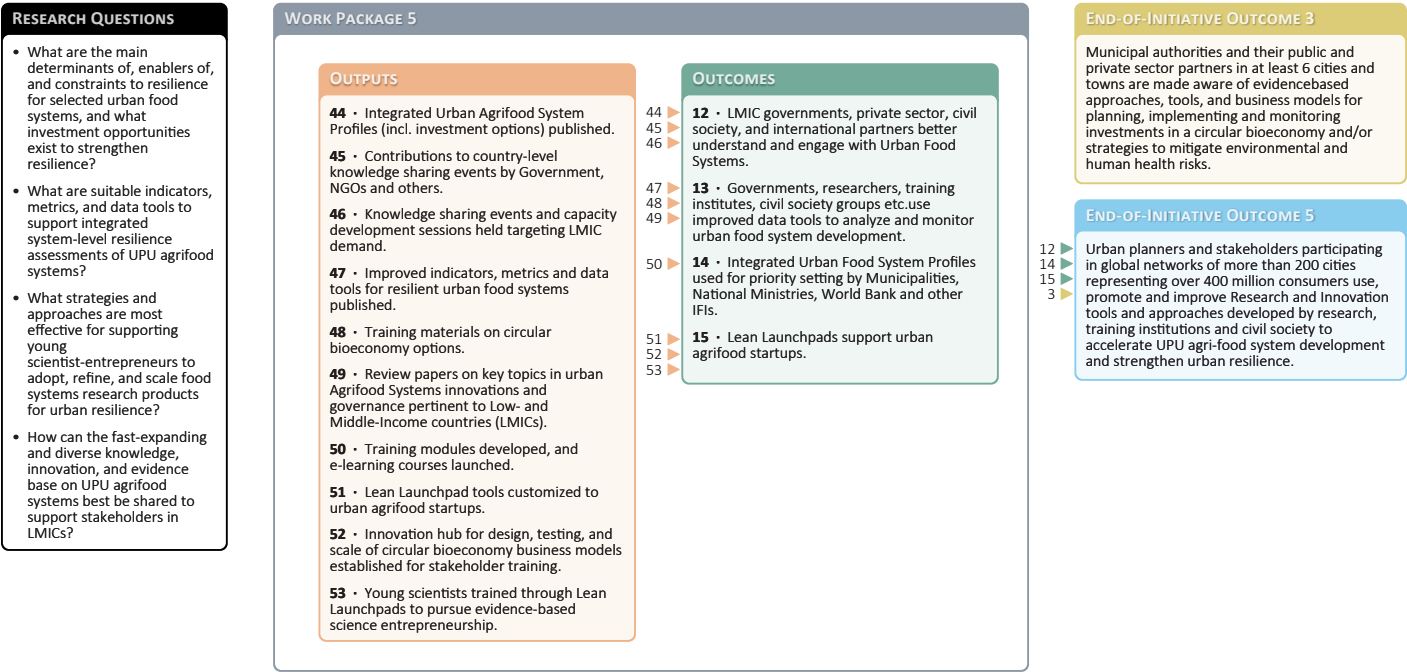 RESEARCH QUESTIONS
• What are the main
determinants of, enablers of,
and constraints to resilience
for selected urban food
systems, and what
investment opportunities
exist to strengthen
resilience?
• What are suitable indicators,
metrics, and data tools to
support integrated
system-level resilience
assessments of UPU agrifood
systems?
• What strategies and
approaches are most
effective for supporting
young
scientist-entrepreneurs to
adopt, refine, and scale food
systems research products
for urban resilience?
• How can the fast-expanding
and diverse knowledge,
innovation, and evidence
base on UPU agrifood
systems best be shared to
support stakeholders in
LMICs?
WORK PACKAGE 5
OUTPUTS
44 · Integrated Urban Agrifood System
Profiles (incl. investment options) published.
45 · Contributions to country-level
knowledge sharing events by Government,
NGOs and others.
46 · Knowledge sharing events and capacity
development sessions held targeting LMIC
demand.
47 · Improved indicators, metrics and data
tools for resilient urban food systems
published.
48 · Training materials on circular
bioeconomy options.
49 · Review papers on key topics in urban
Agrifood Systems innovations and
governance pertinent to Low- and
Middle-Income countries (LMICs).
50 · Training modules developed, and
e-learning courses launched.
51 · Lean Launchpad tools customized to
urban agrifood startups.
52 · Innovation hub for design, testing, and
scale of circular bioeconomy business models
established for stakeholder training.
53 · Young scientists trained through Lean
Launchpads to pursue evidence-based
science entrepreneurship.
OUTCOMES
44
45
46
12 · LMIC governments, private sector, civil
society, and international partners better
understand and engage with Urban Food
Systems.
47
48
49
13 · Governments, researchers, training
institutes, civil society groups etc.use
improved data tools to analyze and monitor
urban food system development.
50
14 · Integrated Urban Food System Profiles
used for priority setting by Municipalities,
National Ministries, World Bank and other
IFIs.
51
52
53
15 · Lean Launchpads support urban
agrifood startups.
END-OF-INITIATIVE OUTCOME 3
Municipal authorities and their public and
private sector partners in at least 6 cities and
towns are made aware of evidencebased
approaches, tools, and business models for
planning, implementing and monitoring
investments in a circular bioeconomy and/or
strategies to mitigate environmental and
human health risks.
END-OF-INITIATIVE OUTCOME 5
12
14
15
3
Urban planners and stakeholders participating
in global networks of more than 200 cities
representing over 400 million consumers use,
promote and improve Research and Innovation
tools and approaches developed by research,
training institutions and civil society to
accelerate UPU agri-food system development
and strengthen urban resilience.